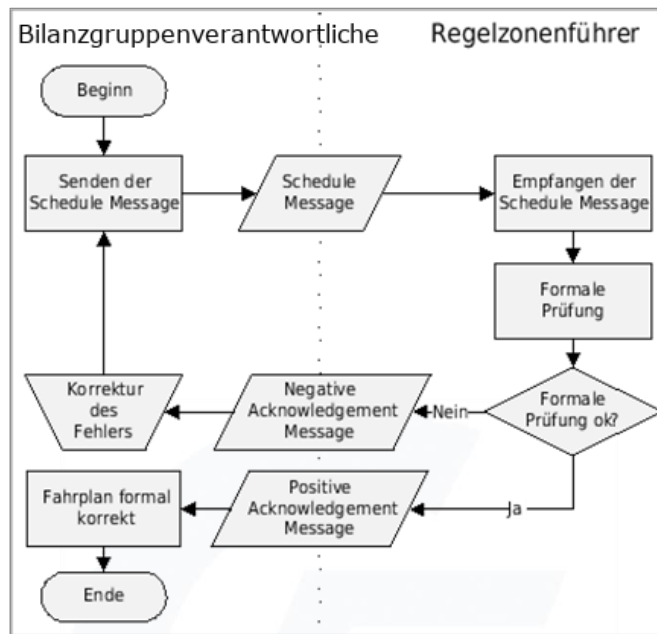 Bilanzgruppenverantwortliche
Regelzonenführer
Beginn
Senden der
Schedule Message
Schedule
Message
Empfangen der
Schedule Message
Formale
Prüfung
Formale
Prüfung ok?
Nein
Negative
Acknowledgement
Message
Korrektur
des
Fehlers
Ja
Positive
Acknowledgement
Message
Fahrplan formal
korrekt
Ende